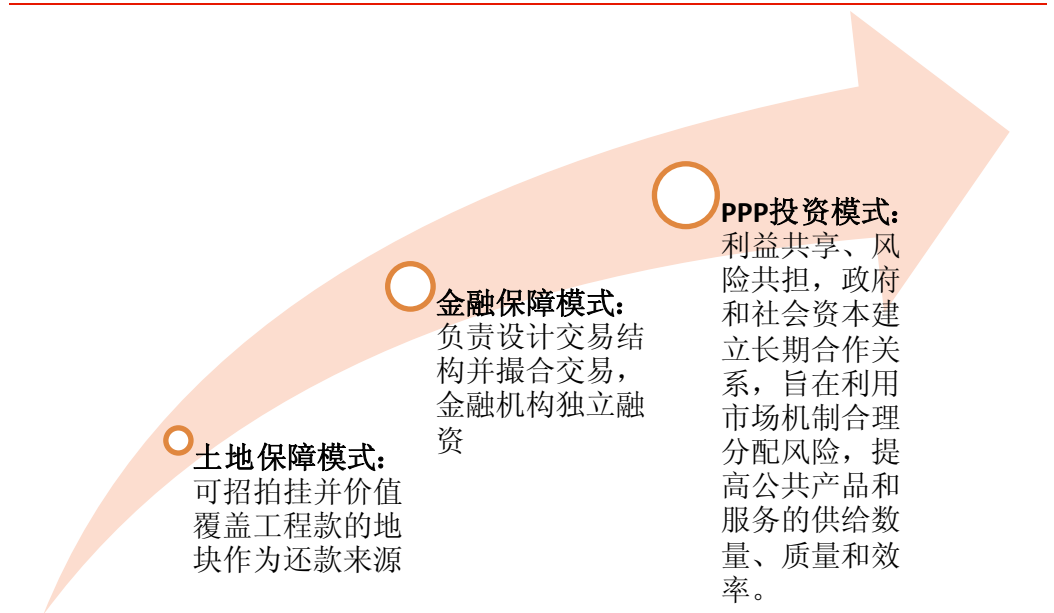 土地保障模式：
可招拍挂并价值
覆盖工程款的地
块作为还款来源
金融保障模式：
负责设计交易结
构并撮合交易，
金融机构独立融
资
PPP投资模式：
利益共享、风
险共担，政府
和社会资本建
立长期合作关
系，旨在利用
市场机制合理
分配风险，提
高公共产品和
服务的供给数
量、质量和效
率。